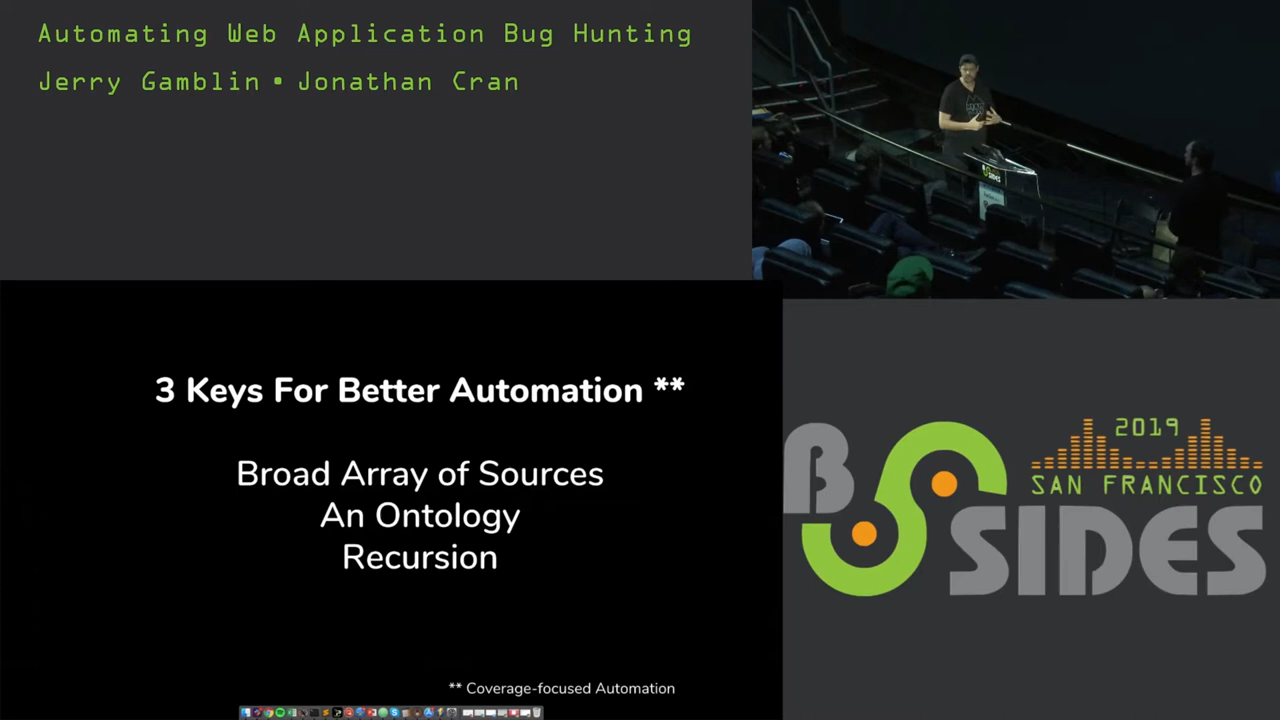 Automating Web Application Bug Hunting
Jerry Gamblin • Jonathan Cran
SIDES
3 Keys For Better Automation **
Broad Array of Sources
An Ontology
Recursion
** Coverage-focused Automation
2019
SAN FRANCISCO
B SIDES